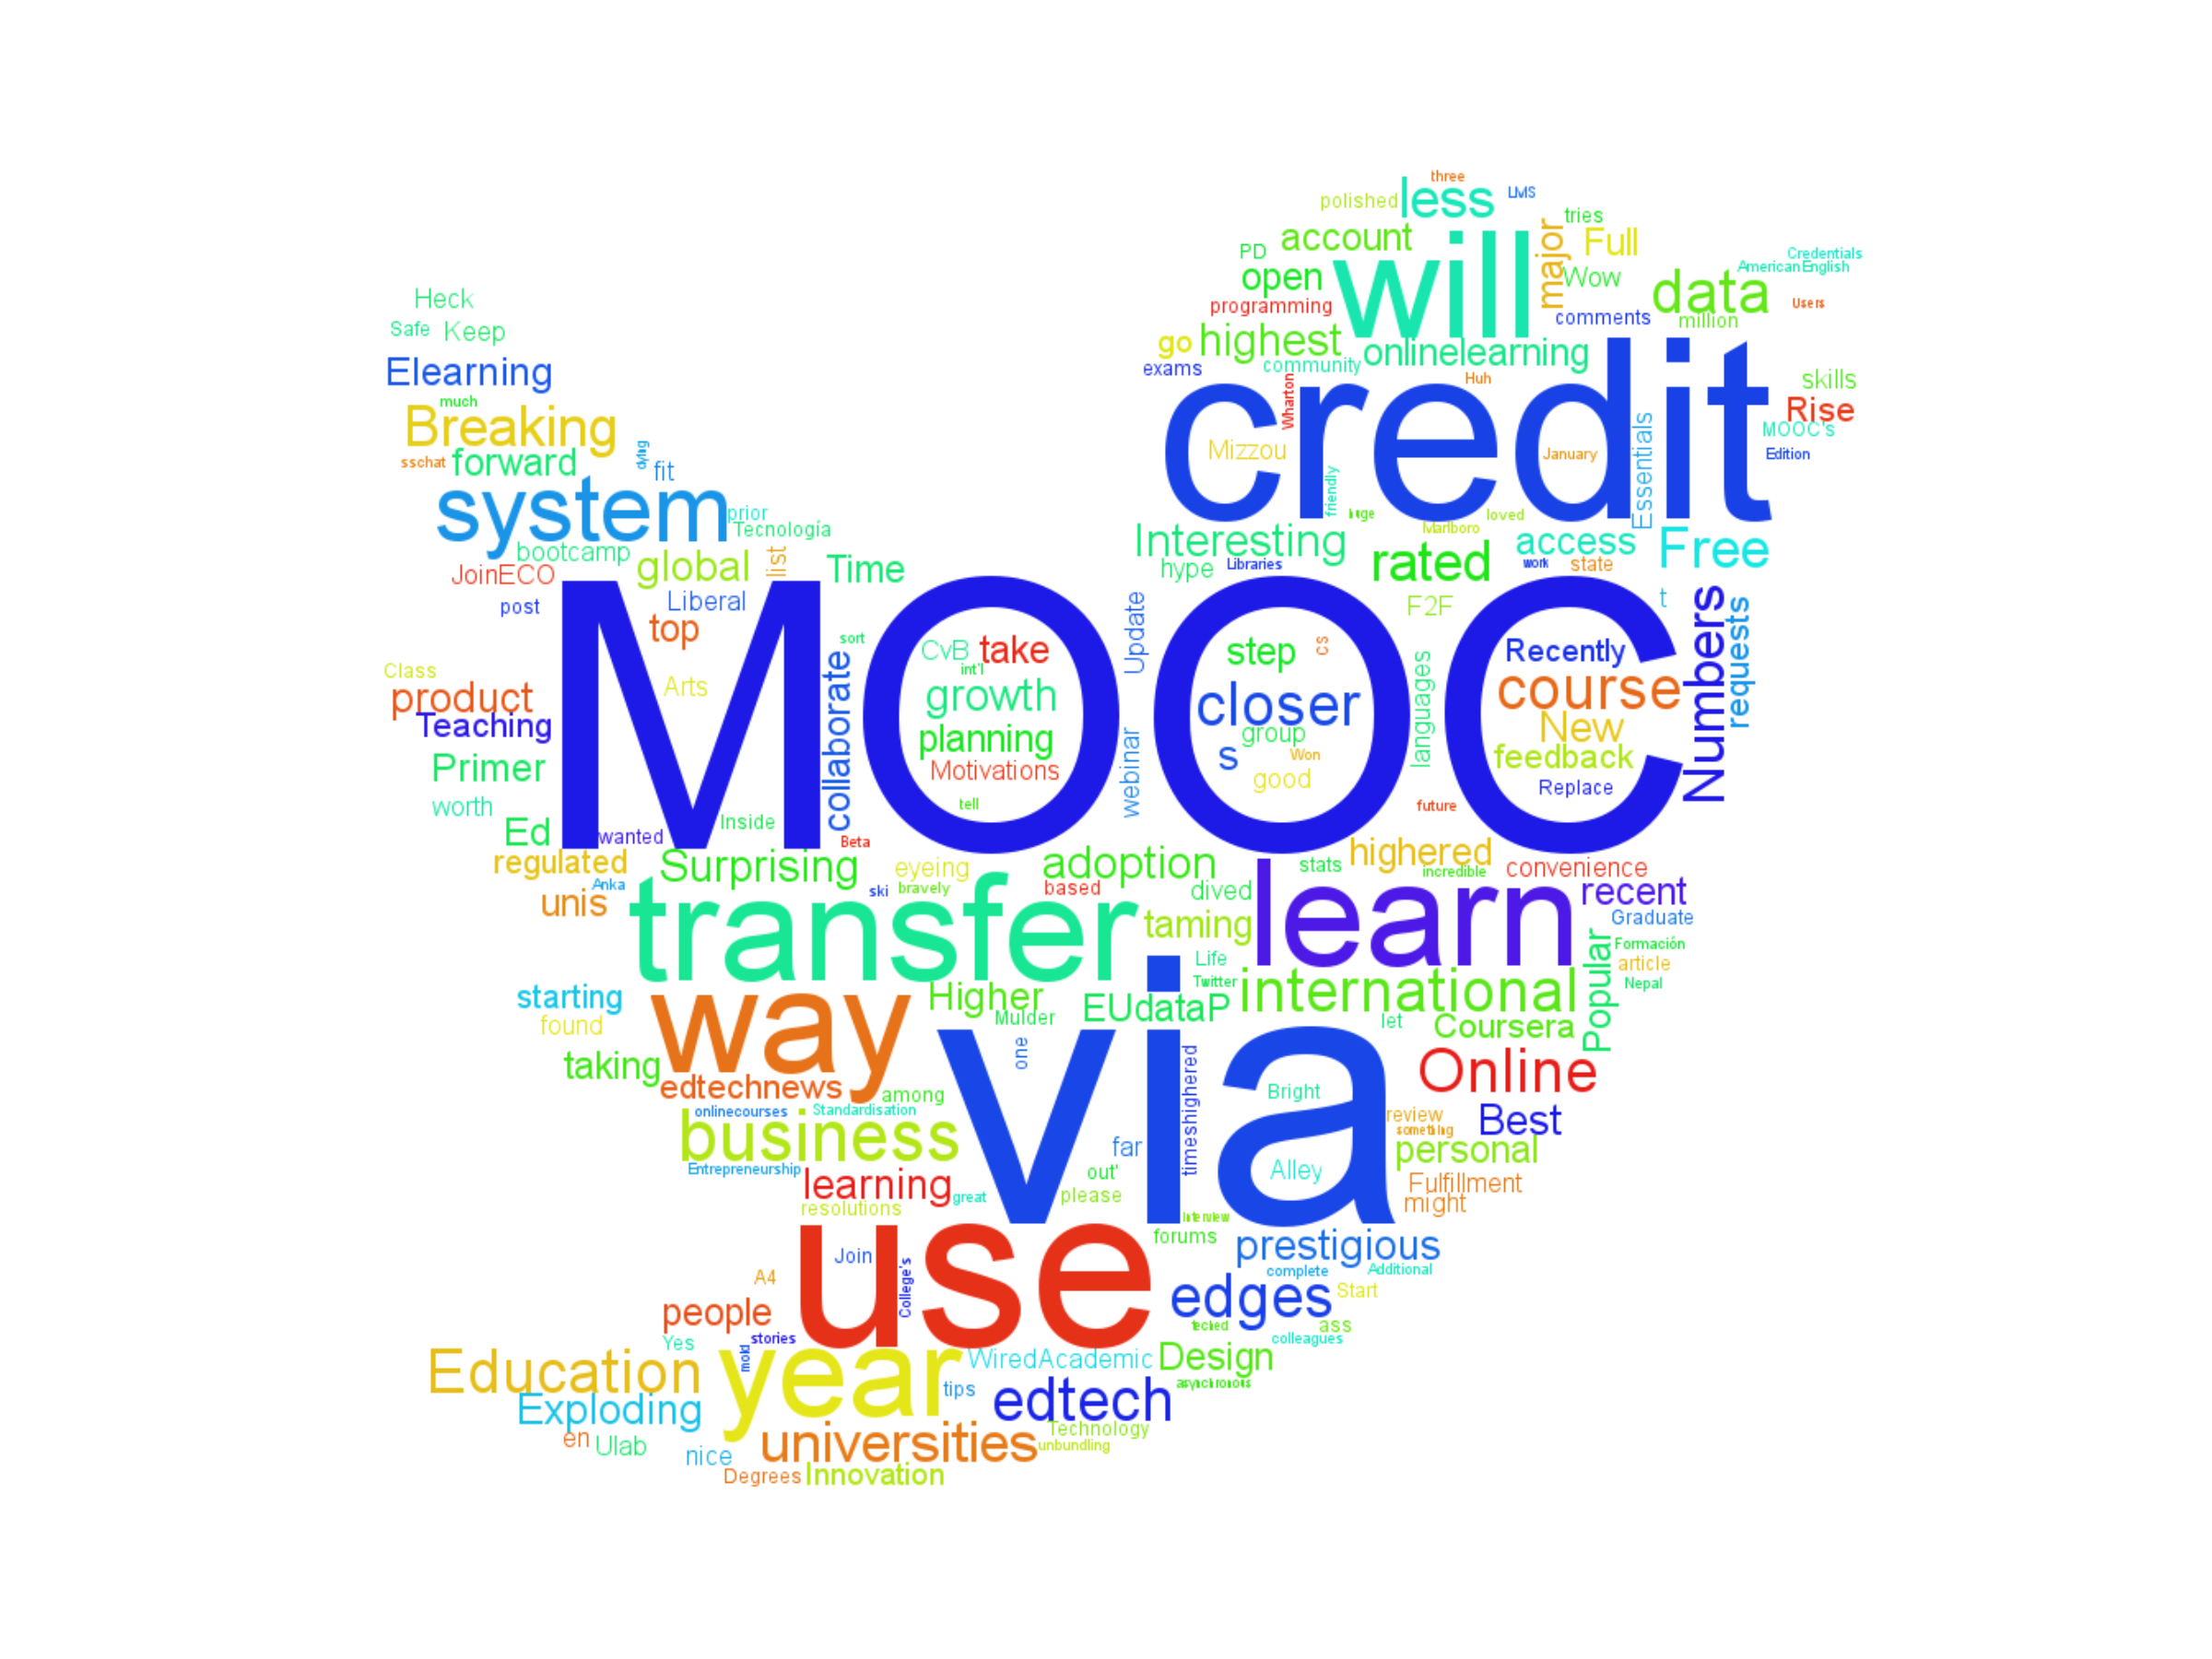 three
polished
less
LMS
tries
account
will
major
Full
PD
open
Wow
Credentials
AmericanEnglish
data
Heck
programming
Users
Safe
Keep
comments
million
go
highest
onlinelearning
exams
community
credit
Elearning
Huh
skills
much
Wharton
Rise
Breaking
MOOC's
sschat
forward
dying
fit
Mizzou
January
Essentials
Edition
system
friendly
prior
huge
loved
Tecnología
Marlboro
bootcamp
Interesting
rated
access
Free
JoinECO
global
list
Time
hype
Libraries
work
state
post
Liberal
MOOC
F2F
t
Numbers
requests
top
sort
Update
step
cs
Recently
Class
CvB
take
int'l
product
Arts
collaborate
growth
closer
languages
course
Teaching
planning
group
New
Primer
Motivations
webinar
s
Won
feedback
worth
good
Replace
tell
future
Ed
wanted
Inside
Beta
regulated
Surprising
eyeing
adoption
stats
highered
convenience
incredible
Anka
ski
bravely
based
dived
learn
recent
unis
transfer
taming
Graduate
Life
Popular
Formación
article
Twitter
Nepal
starting
way
Higher
EUdataP
international
found
Mulder
let
Coursera
taking
one
via
Online
edtechnews
among
timeshighered
Bright
onlinecourses
Standardisation
review
Best
business
something
far
personal
Entrepreneurship
out'
Alley
learning
great
please
Fulfillment
resolutions
might
Interview
use
forums
prestigious
Join
College's
complete
Additional
A4
edges
Start
people
tecked
ass
Yes
stories
colleagues
mold
year
WiredAcademic
Design
Education
tips
asynchronous
Exploding
edtech
en
Ulab
universities
Technology
unbundling
nice
Degrees
Innovation